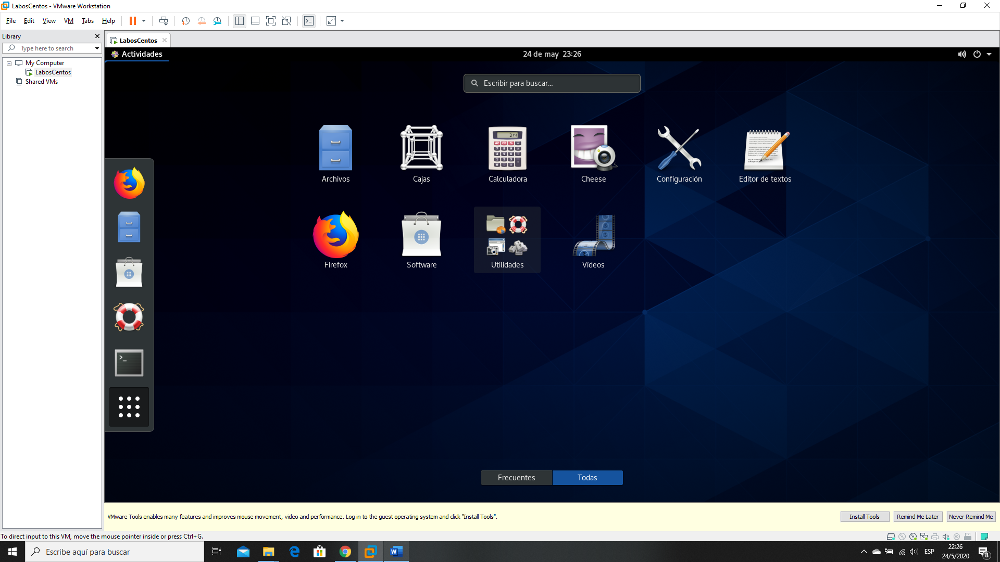 LabosCentos - VMware Workstation
File Edit View VM Tabs Help
Library
Type here to search
My Computer
LabosCentos
Shared VMs
LabosCentos
Actividades
24 de may 23:26
Escribir para buscar...
Archivos
Cajas
3.14
Calculadora
Cheese
Configuración
Editor de textos
Firefox
Software
Utilidades
Vídeos
Frecuentes
Todas
VMware Tools enables many features and improves mouse movement, video and performance. Log in to the guest operating system and click "Install Tools".
Install Tools
Remind Me Later
Never Remind Me
To direct input to this VM, move the mouse pointer inside or press Ctrl+G.
Escribe aquí para buscar
ESP
22:26
24/5/2020
8